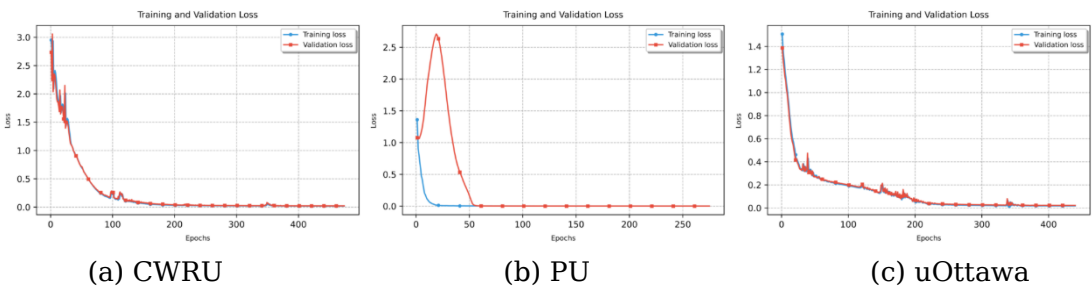 Training and Validation Loss
Training loss
Validation loss
3.0
2.5
2.0
1.5
1.0
0.5
0.0
Loss
0
100
200
300
400
Epochs
(a) CWRU
Training and Validation Loss
Training loss
Validation loss
2.5
2.0
1.5
1.0
0.5
0.0
Loss
0
50
100
150
200
250
Epochs
(b) PU
Training and Validation Loss
Training loss
Validation loss
1.4
1.2
1.0
0.8
0.6
0.4
0.2
0.0
Loss
0
100
200
300
400
Epochs
(c) uOttawa